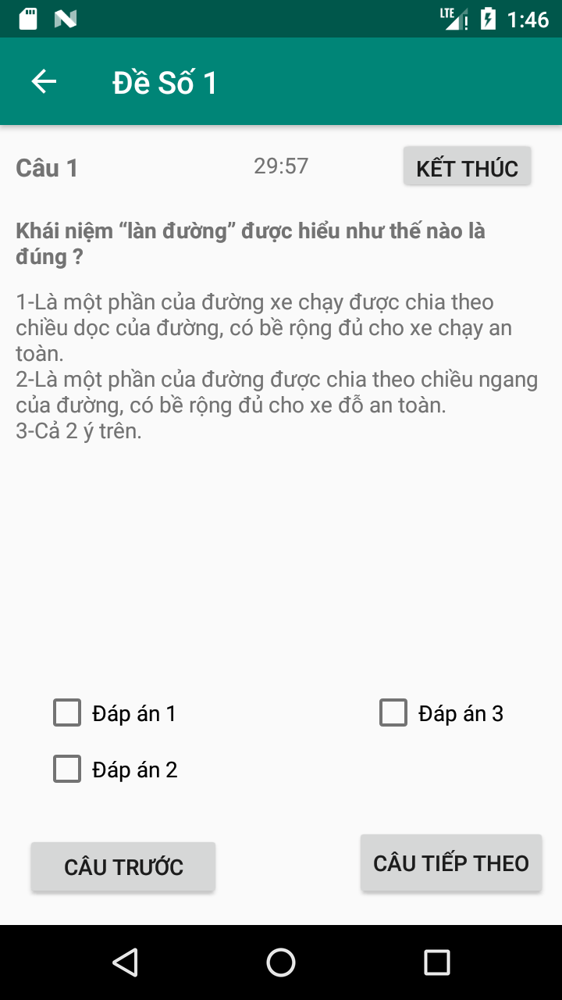 LTE 1:46
Đề Số 1
Câu 1 29:57 KẾT THÚC
Khái niệm “làn đường” được hiểu như thế nào là
đúng ?
1-Là một phần của đường xe chạy được chia theo
chiều dọc của đường, có bề rộng đủ cho xe chạy an
toàn.
2-Là một phần của đường được chia theo chiều ngang
của đường, có bề rộng đủ cho xe đỗ an toàn.
3-Cả 2 ý trên.
Đáp án 1 Đáp án 3
Đáp án 2
CÂU TRƯỚC CÂU TIẾP THEO